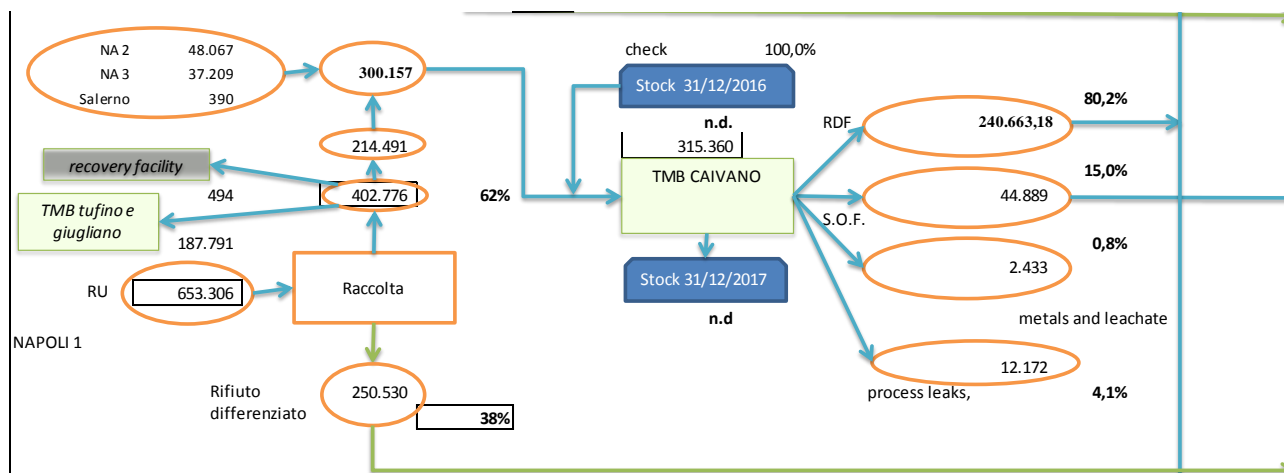 NA 2 48.067
NA 3 37.209
Salerno 390
300.157
check 100,0%
Stock 31/12/2016
n.d.
315.360
TMB CAIVANO
RDF
240.663,18
80,2%
214.491
recovery facility
494
402.776
62%
15,0%
44.889
S.O.F.
TMB tufino e
giugliano
187.791
0,8%
2.433
Stock 31/12/2017
n.d
RU
653.306
Raccolta
metals and leachate
NAPOLI 1
12.172
process leaks,
4,1%
Rifiuto
differenziato
250.530
38%